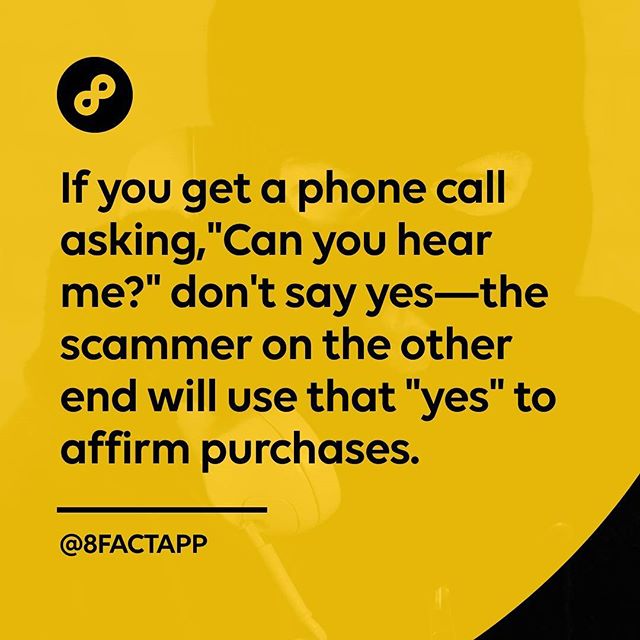 If you get a phone call
asking,"Can you hear
me?" don't say yes—the
scammer on the other
end will use that "yes" to
affirm purchases.
@8FACTAPP